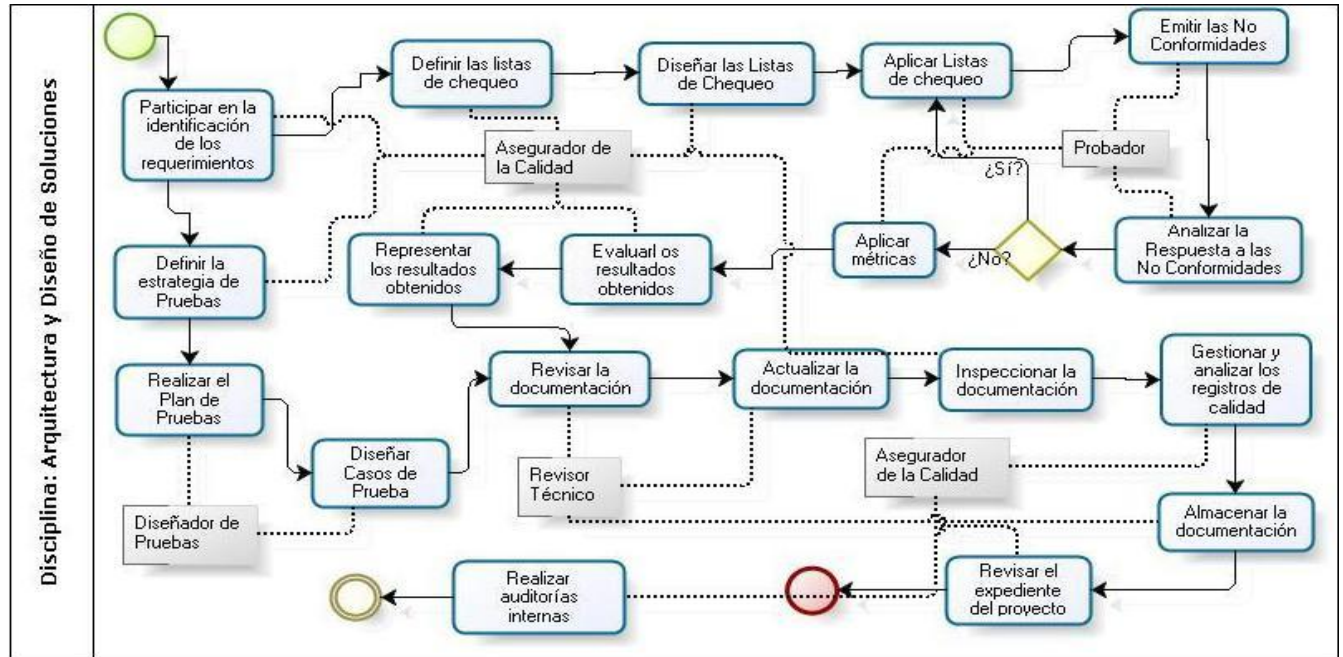 Disciplina: Arquitectura y Diseño de Soluciones
Participar en la
identificación
de los
requerimientos
Definir las listas
de chequeo
Diseñar las Listas
de Chequeo
Aplicar Listas
de chequeo
Emitir las No
Conformidades
Asegurador de
la Calidad
Probador
¿Sí?
Definir la
estrategia de
Pruebas
Representar
los resultados
obtenidos
Evaluarl os
resultados
obtenidos
Aplicar
métricas
¿No?
Analizar la
Respuesta a las
No Conformidades
Realizar el
Plan de
Pruebas
Revisar la
documentación
Actualizar la
documentación
Inspeccionar la
documentación
Gestionar y
analizar los
registros de
calidad
Diseñar
Casos de
Prueba
Revisor
Técnico
Asegurador
de la Calidad
Diseñador de
Pruebas
Almacenar la
documentación
Realizar
auditorías
internas
Revisar el
expediente
del proyecto